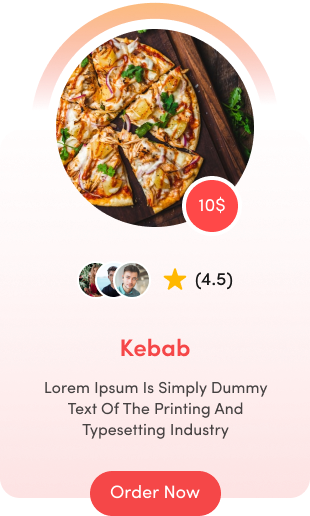 10$
(4.5)
Kebab
Lorem Ipsum Is Simply Dummy
Text Of The Printing And
Typesetting Industry
Order Now